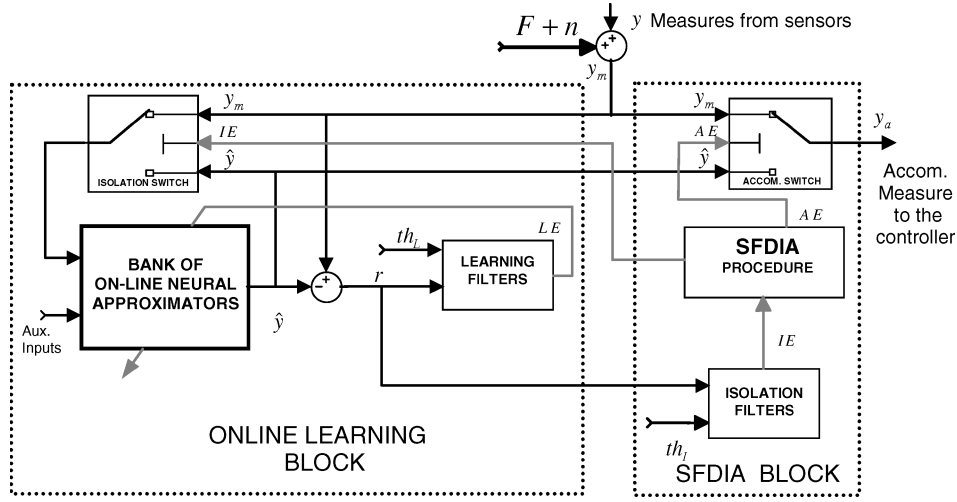 y Measures from sensors
F + n
+ +
y_m
y_m
y_m
IE
AE
ŷ
ŷ
y_a
ISOLATION SWITCH
ACCOM. SWITCH
Accom.
Measure
to the
controller
AE
LE
th_L
BANK OF
ON-LINE NEURAL
APPROXIMATORS
LEARNING
FILTERS
SFDIA
PROCEDURE
+
−
r
ŷ
Aux.
Inputs
IE
ISOLATION
FILTERS
th_I
ONLINE LEARNING
BLOCK
SFDIA BLOCK